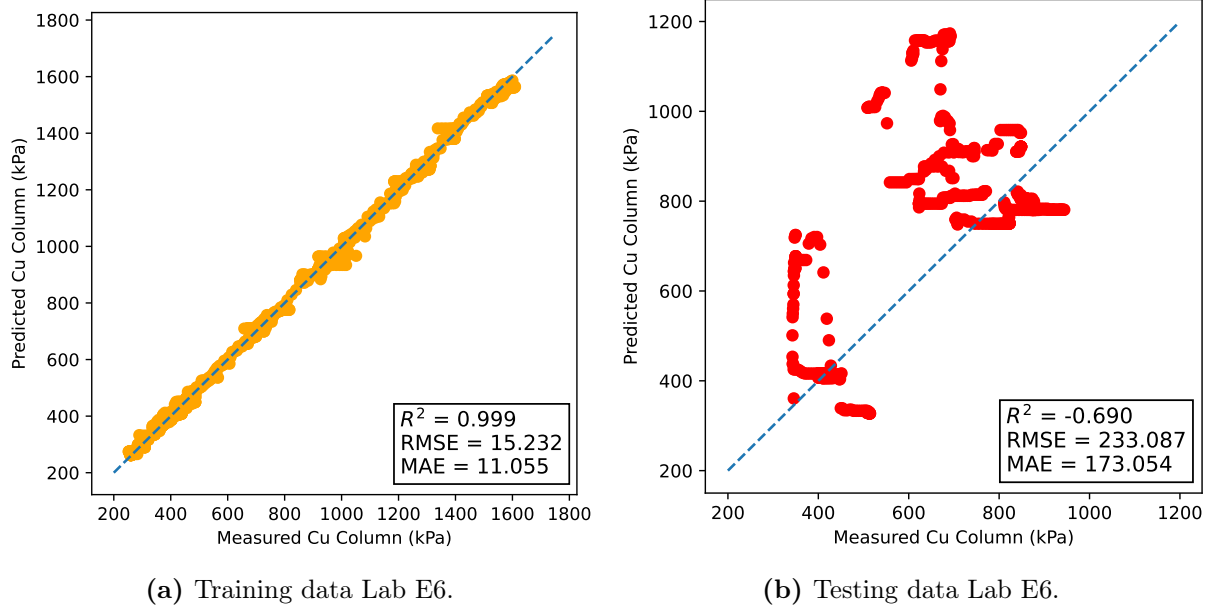 1800
1600
1400
1200
1000
800
600
400
200
Predicted Cu Column (kPa)
200 400 600 800 1000 1200 1400 1600 1800
Measured Cu Column (kPa)
R² = 0.999
RMSE = 15.232
MAE = 11.055
(a) Training data Lab E6.
1200
1000
800
600
400
200
Predicted Cu Column (kPa)
200 400 600 800 1000 1200
Measured Cu Column (kPa)
R² = -0.690
RMSE = 233.087
MAE = 173.054
(b) Testing data Lab E6.